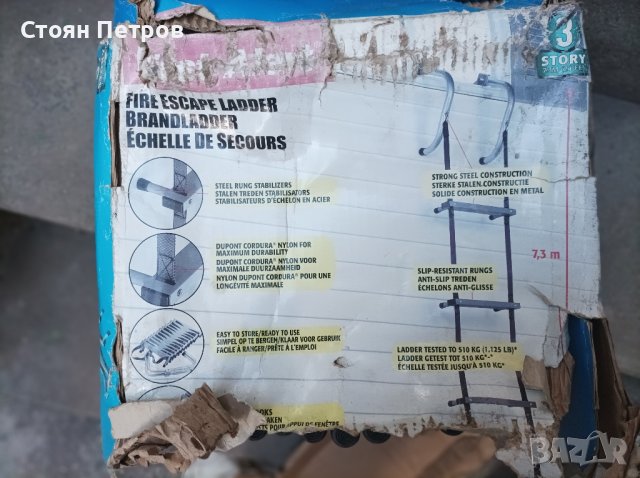 Стоян Петров
3
STORY
FIRE ESCAPE LADDER
BRANDLADDER
ÉCHELLE DE SECOURS
STEEL RUNG STABILIZERS
STALEN TREDEN STABILISATORS
STABILISATEURS D'ÉCHELON EN ACIER
STRONG STEEL CONSTRUCTION
STERKE STALEN CONSTRUCTIE
SOLIDE CONSTRUCTION EN METAL
DUPONT CORDURA® NYLON FOR
MAXIMUM DURABILITY
DUPONT CORDURA® NYLON VOOR
MAXIMALE DUURZAAMHEID
NYLON DUPONT CORDURA® POUR UNE
LONGÉVITÉ MAXIMALE
7,3 m
SLIP-RESISTANT RUNGS
ANTI-SLIP TREDEN
ÉCHELONS ANTI-GLISSE
EASY TO STORE/READY TO USE
SIMPEL OP TE BERGEN/KLAAR VOOR GEBRUIK
FACILE À RANGER/PRÊTE À L'EMPLOI
LADDER TESTED TO 510 KG (1,125 LB)*
LADDER GETEST TOT 510 KG*
ÉCHELLE TESTÉE JUSQU'À 510 KG*
POUR APPUI DE FENÊTRE
BAZAR